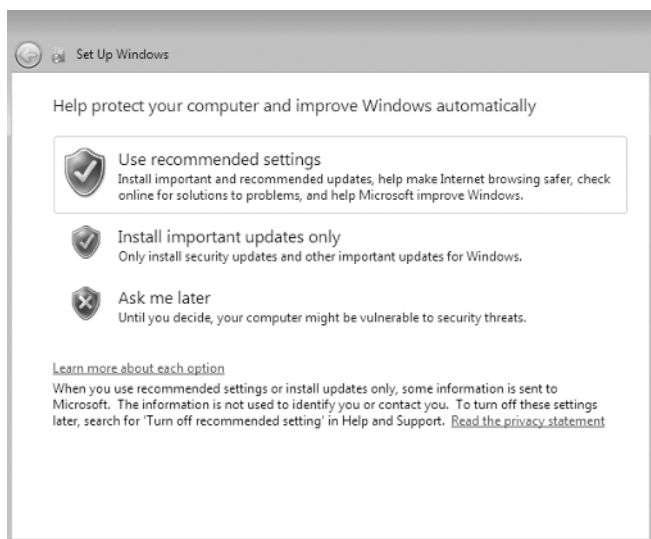 Set Up Windows
Help protect your computer and improve Windows automatically
Use recommended settings
Install important and recommended updates, help make Internet browsing safer, check
online for solutions to problems, and help Microsoft improve Windows.
Install important updates only
Only install security updates and other important updates for Windows.
Ask me later
Until you decide, your computer might be vulnerable to security threats.
Learn more about each option
When you use recommended settings or install updates only, some information is sent to
Microsoft. The information is not used to identify you or contact you. To turn off these settings
later, search for 'Turn off recommended setting' in Help and Support. Read the privacy statement